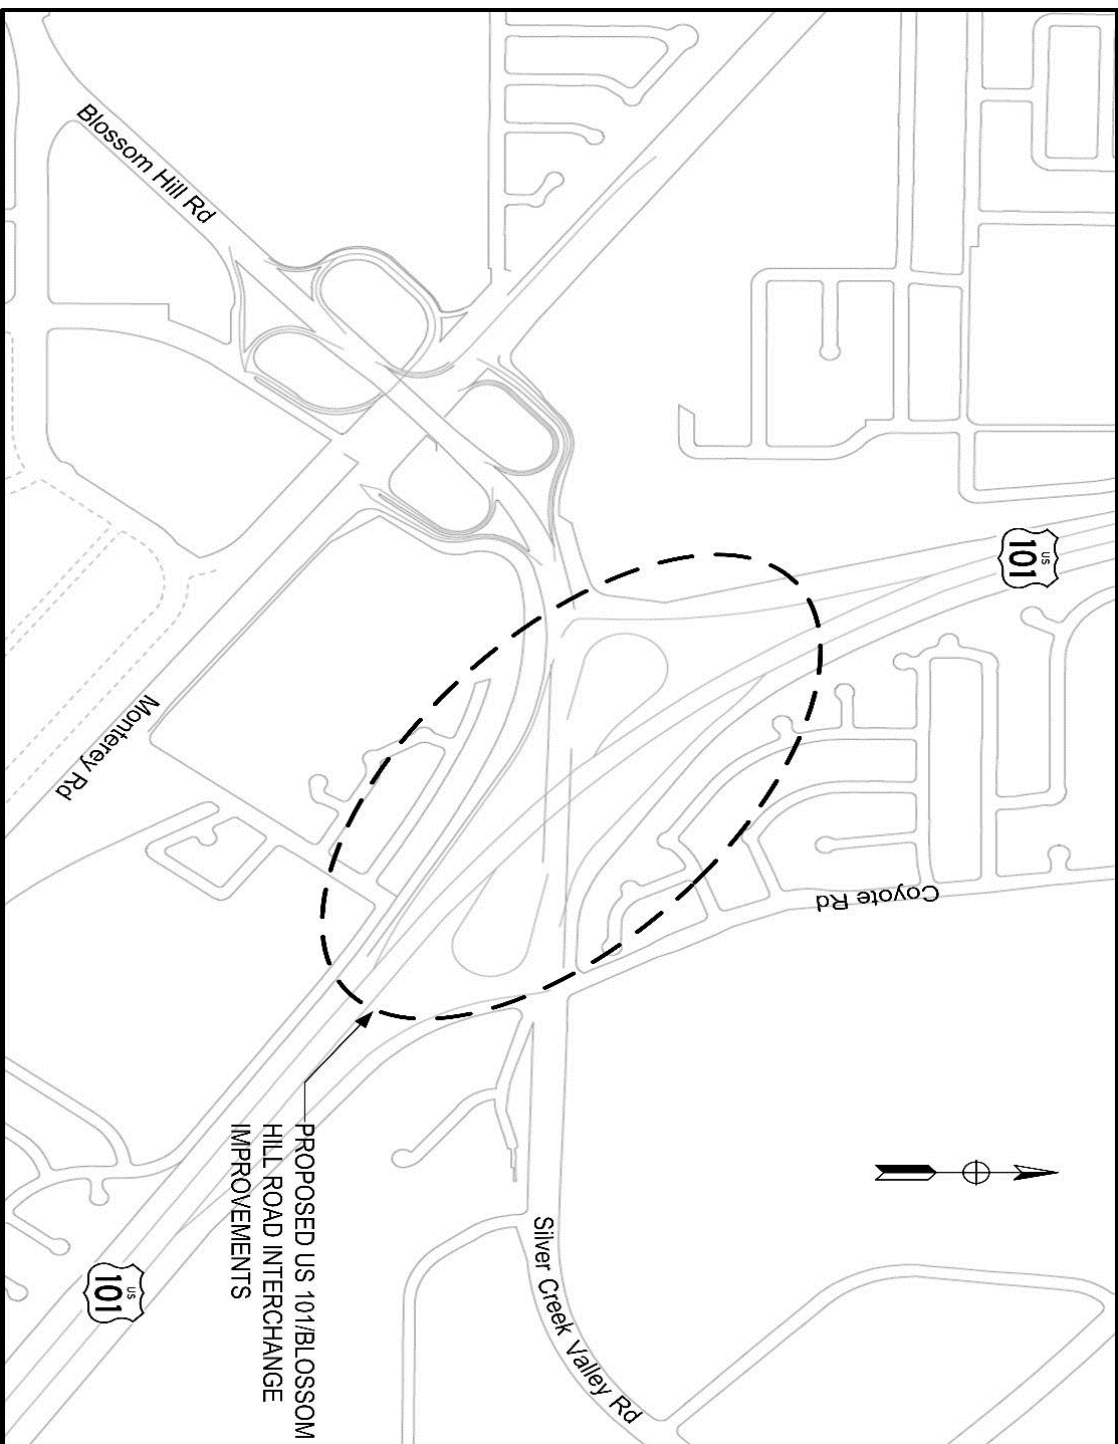 Blossom Hill Rd
US
101
Monterey Rd
Coyote Rd
PROPOSED US 101/BLOSSOM
HILL ROAD INTERCHANGE
IMPROVEMENTS
Silver Creek Valley Rd
US
101